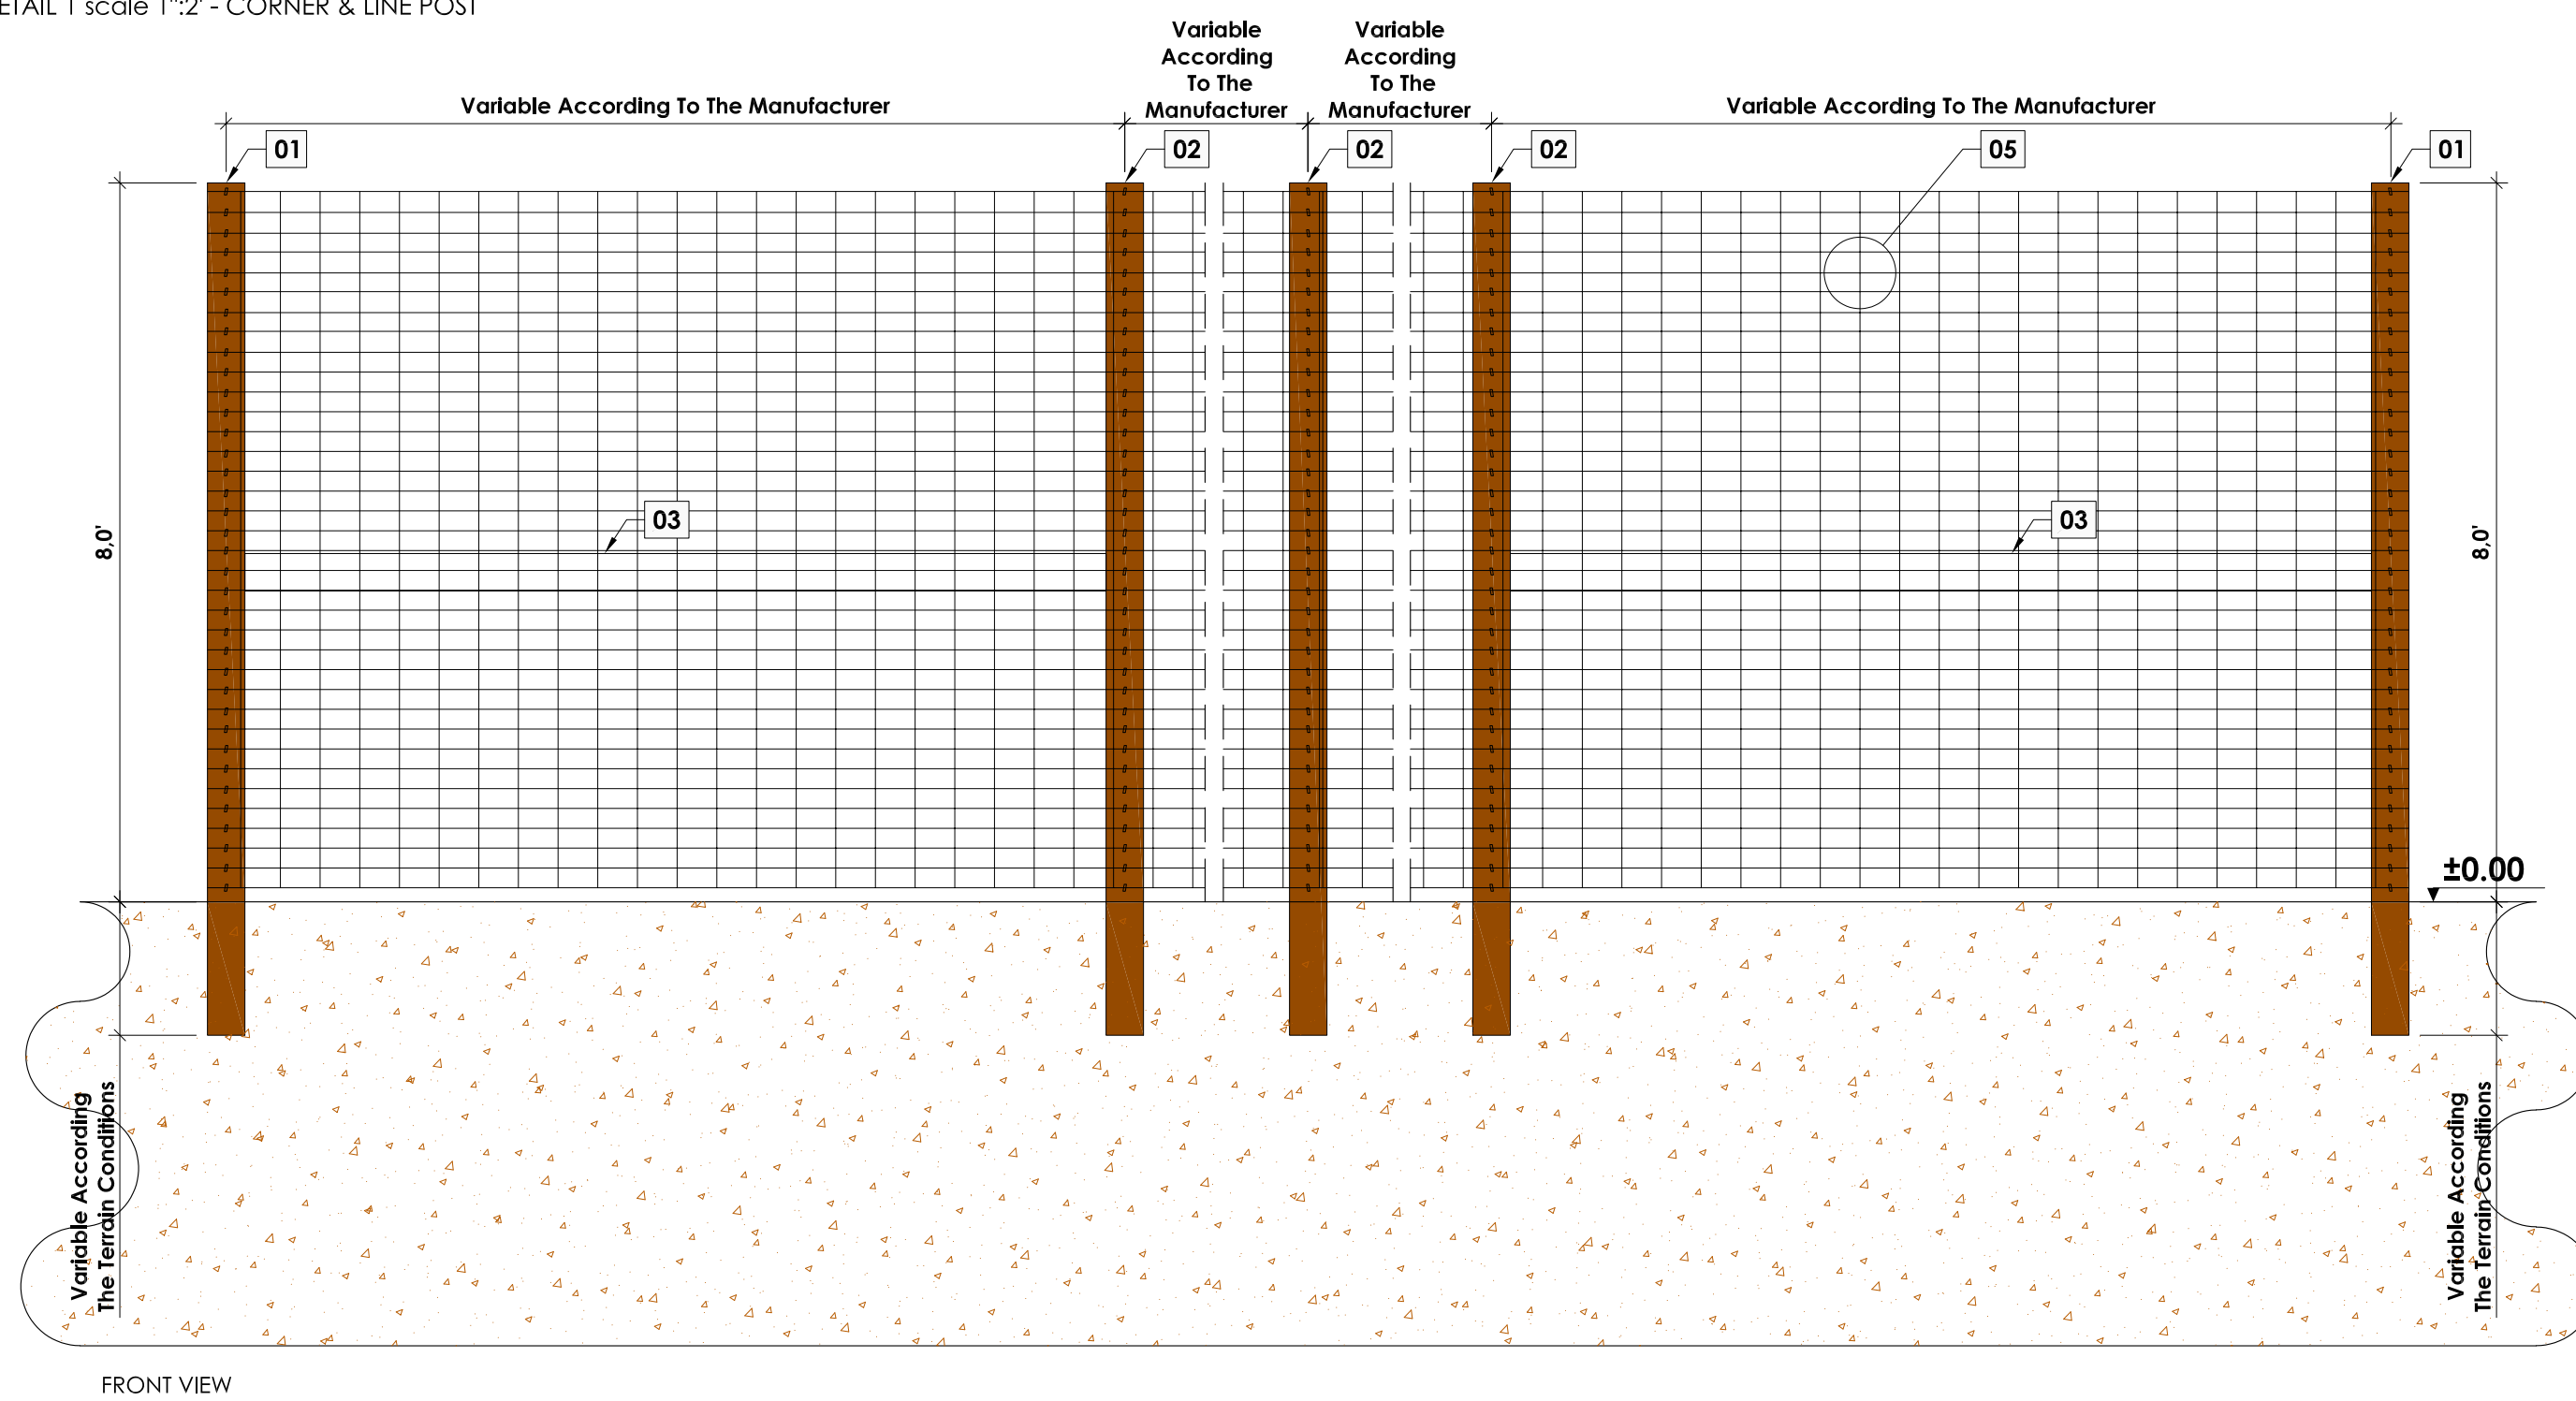 ETAIL 1 scale 1":2' - CORNER & LINE POST
Variable
According
To The
Manufacturer
Variable
According
To The
Manufacturer
Variable According To The Manufacturer
Variable According To The Manufacturer
01
02
02
02
05
01
03
03
8,0'
8,0'
±0.00
Variable According
The Terrain Conditions
Variable According
The Terrain Conditions
FRONT VIEW